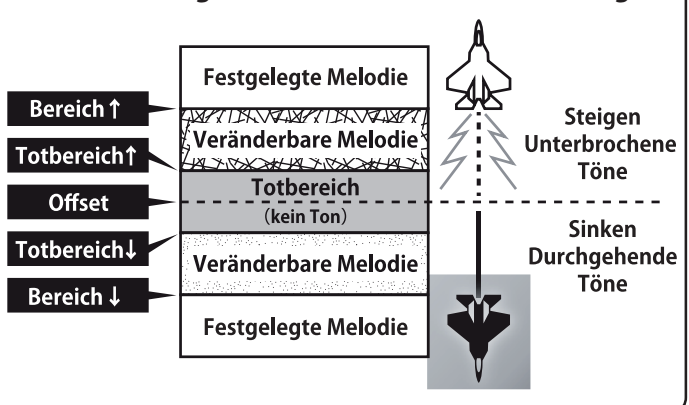 Festgelegte Melodie
Bereich↑
Veränderbare Melodie
Totbereich↑
Totbereich
Offset
(kein Ton)
Totbereich↓
Veränderbare Melodie
Bereich ↓
Festgelegte Melodie
Steigen
Unterbrochene
Töne
Sinken
Durchgehende
Töne